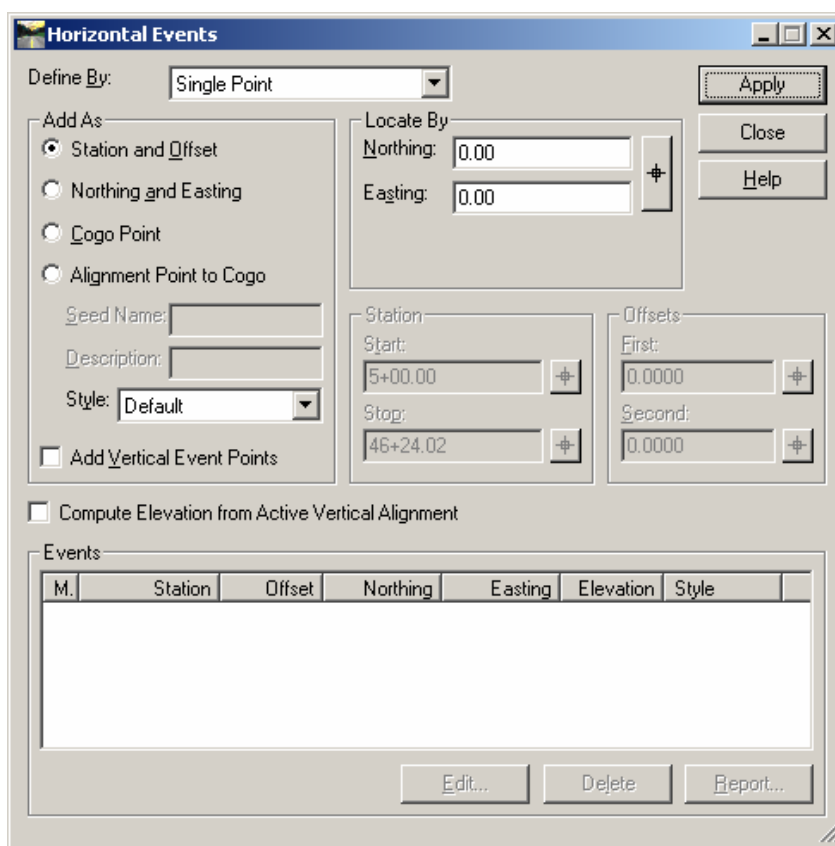 Horizontal Events
Define By: Single Point
Apply
Close
Help
Add As
Station and Offset
Northing and Easting
Cogo Point
Alignment Point to Cogo
Seed Name:
Description:
Style: Default
Add Vertical Event Points
Locate By
Northing: 0.00
Easting: 0.00
Station
Start:
5+00.00
Stop:
46+24.02
Offsets
First:
0.0000
Second:
0.0000
Compute Elevation from Active Vertical Alignment
Events
M. Station Offset Northing Easting Elevation Style
Edit... Delete Report...